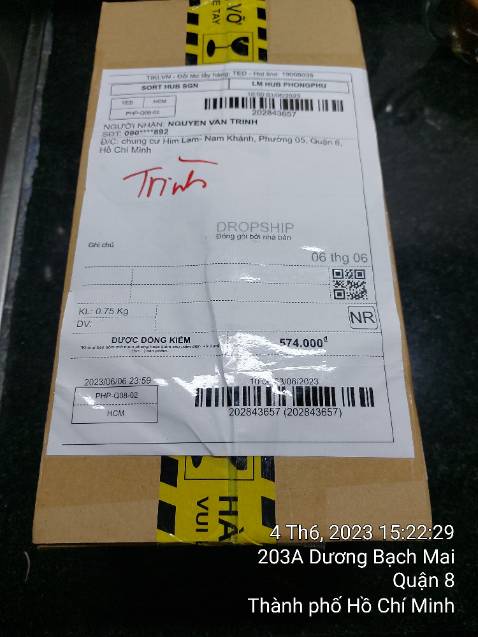 VỠ
E TAY
TIKI.VN - Đối tác lấy hàng: TED - Hot line: 19006035
SORT HUB SGN
LM HUB PHONGPHU
TED
HCM
PHP-Q08-02
202843657
NGƯỜI NHẬN: NGUYEN VAN TRINH
SĐT: 090****892
Đ/C: chung cư Him Lam- Nam Khánh, Phường 05, Quận 8,
Hồ Chí Minh
Trinh
DROPSHIP
Đóng gói bởi nhà bán
Ghi chú
06 thg 06
KL: 0.75 Kg
DV:
NR
ĐƯỢC ĐỒNG KIỂM
574.000đ
2023/06/06 23:59
PHP-Q08-02
HCM
202843657 (202843657)
HÀ
VUI
4 Th6, 2023 15:22:29
203A Dương Bạch Mai
Quận 8
Thành phố Hồ Chí Minh